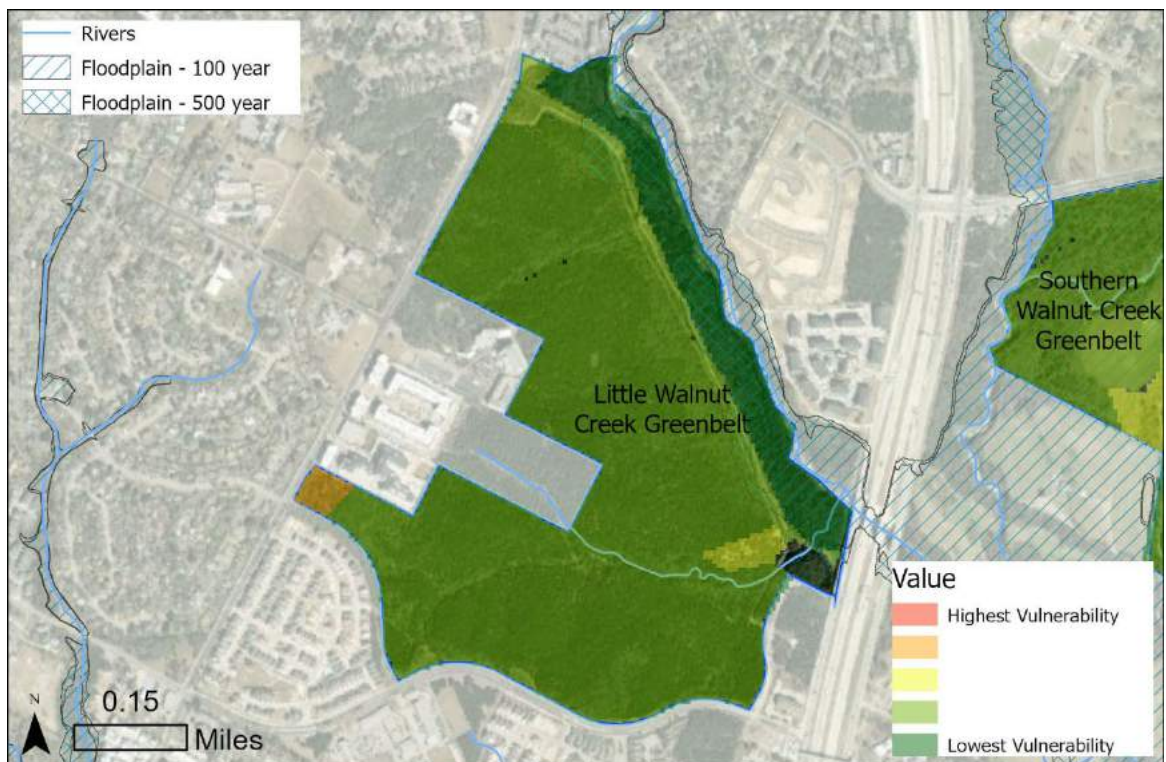 Rivers
Floodplain - 100 year
Floodplain - 500 year
Southern
Walnut Creek
Greenbelt
Little Walnut
Creek Greenbelt
Value
Highest Vulnerability
Lowest Vulnerability
N
0.15
Miles